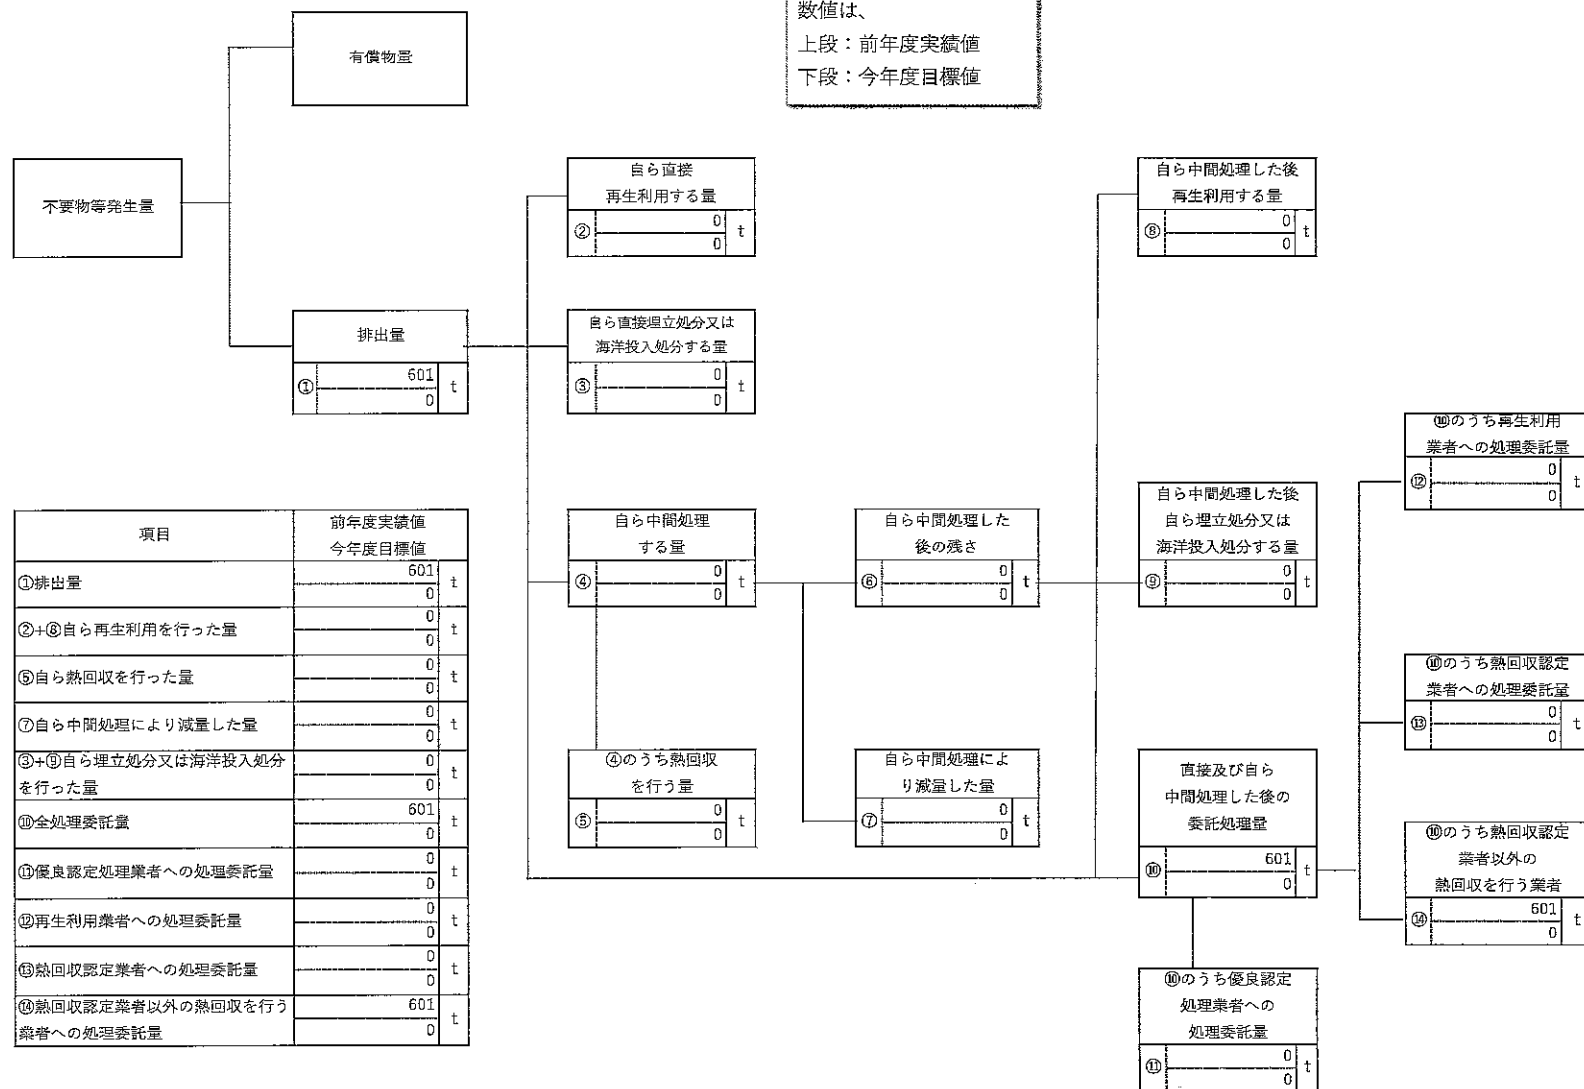 数値は、
上段：前年度実績値
下段：今年度目標値
有償物量
不要物等発生量
排出量
① 601 t
0
自ら直接
再生利用する量
② 0 t
0
自ら直接埋立処分又は
海洋投入処分する量
③ 0 t
0
自ら中間処理した後
再生利用する量
⑧ 0 t
0
自ら中間処理
する量
④ 0 t
0
自ら中間処理した
後の残さ
⑥ 0 t
0
自ら中間処理した後
自ら埋立処分又は
海洋投入処分する量
⑨ 0 t
0
④のうち熱回収
を行う量
⑤ 0 t
0
自ら中間処理によ
り減量した量
⑦ 0 t
0
直接及び自ら
中間処理した後の
委託処理量
⑩ 601 t
0
⑩のうち再生利用
業者への処理委託量
⑫ 0 t
0
⑩のうち熱回収認定
業者への処理委託量
⑬ 0 t
0
⑩のうち熱回収認定
業者以外の
熱回収を行う業者
⑭ 601 t
0
⑩のうち優良認定
処理業者への
処理委託量
⑪ 0 t
0
項目 前年度実績値
今年度目標値
①排出量 601 t
0
②+⑧自ら再生利用を行った量 0 t
0
⑤自ら熱回収を行った量 0 t
0
⑦自ら中間処理により減量した量 0 t
0
③+⑨自ら埋立処分又は海洋投入処分 0 t
を行った量 0
⑩全処理委託量 601 t
0
⑪優良認定処理業者への処理委託量 0 t
0
⑫再生利用業者への処理委託量 0 t
0
⑬熱回収認定業者への処理委託量 0 t
0
⑭熱回収認定業者以外の熱回収を行う 601 t
業者への処理委託量 0